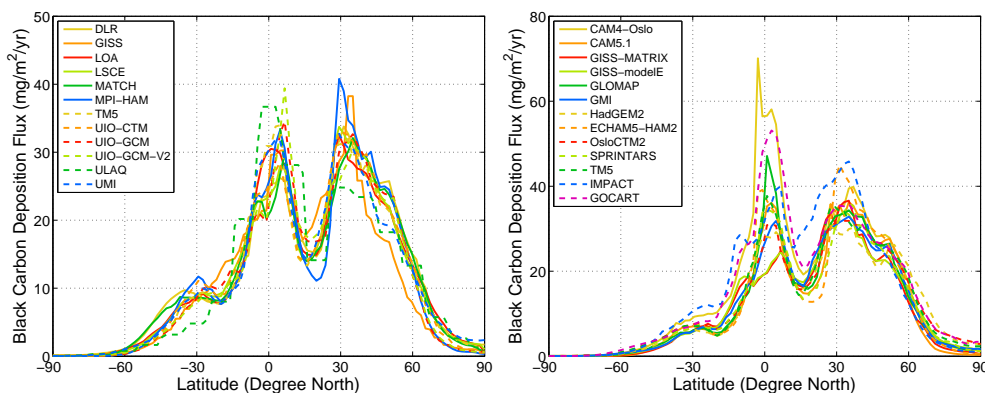 Black Carbon Deposition Flux (mg/m²/yr)
50
40
30
20
10
0
DLR
GISS
LOA
LSCE
MATCH
MPI−HAM
TM5
UIO−CTM
UIO−GCM
UIO−GCM−V2
ULAQ
UMI
−90 −60 −30 0 30 60 90
Latitude (Degree North)
Black Carbon Deposition Flux (mg/m²/yr)
80
60
40
20
0
CAM4−Oslo
CAM5.1
GISS−MATRIX
GISS−modelE
GLOMAP
GMI
HadGEM2
ECHAM5−HAM2
OsloCTM2
SPRINTARS
TM5
IMPACT
GOCART
−90 −60 −30 0 30 60 90
Latitude (Degree North)